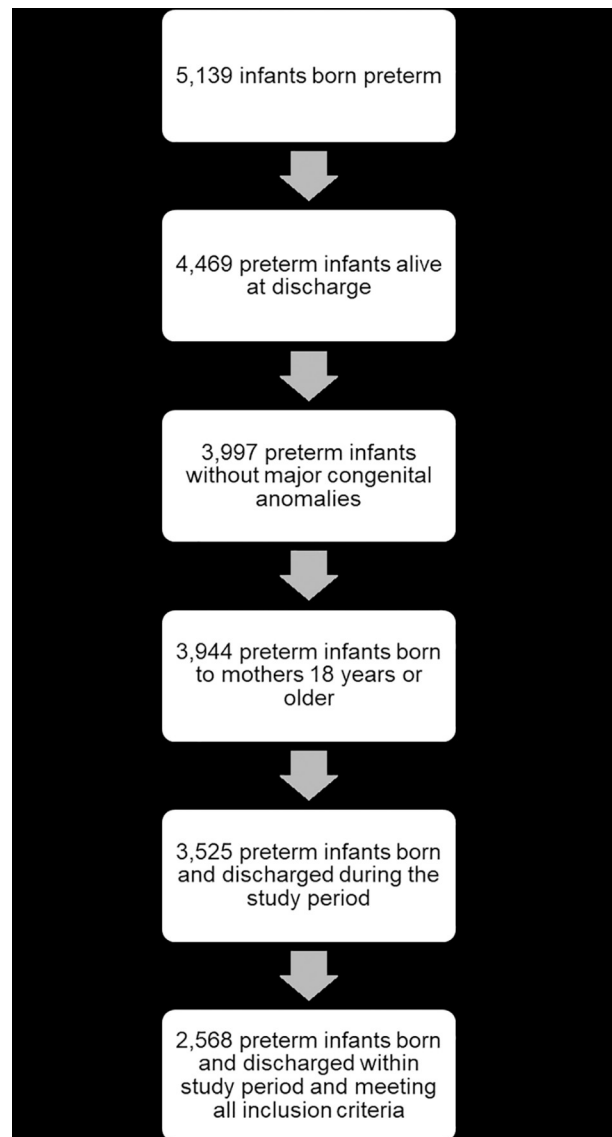 5,139 infants born preterm
4,469 preterm infants alive
at discharge
3,997 preterm infants
without major congenital
anomalies
3,944 preterm infants born
to mothers 18 years or
older
3,525 preterm infants born
and discharged during the
study period
2,568 preterm infants born
and discharged within
study period and meeting
all inclusion criteria